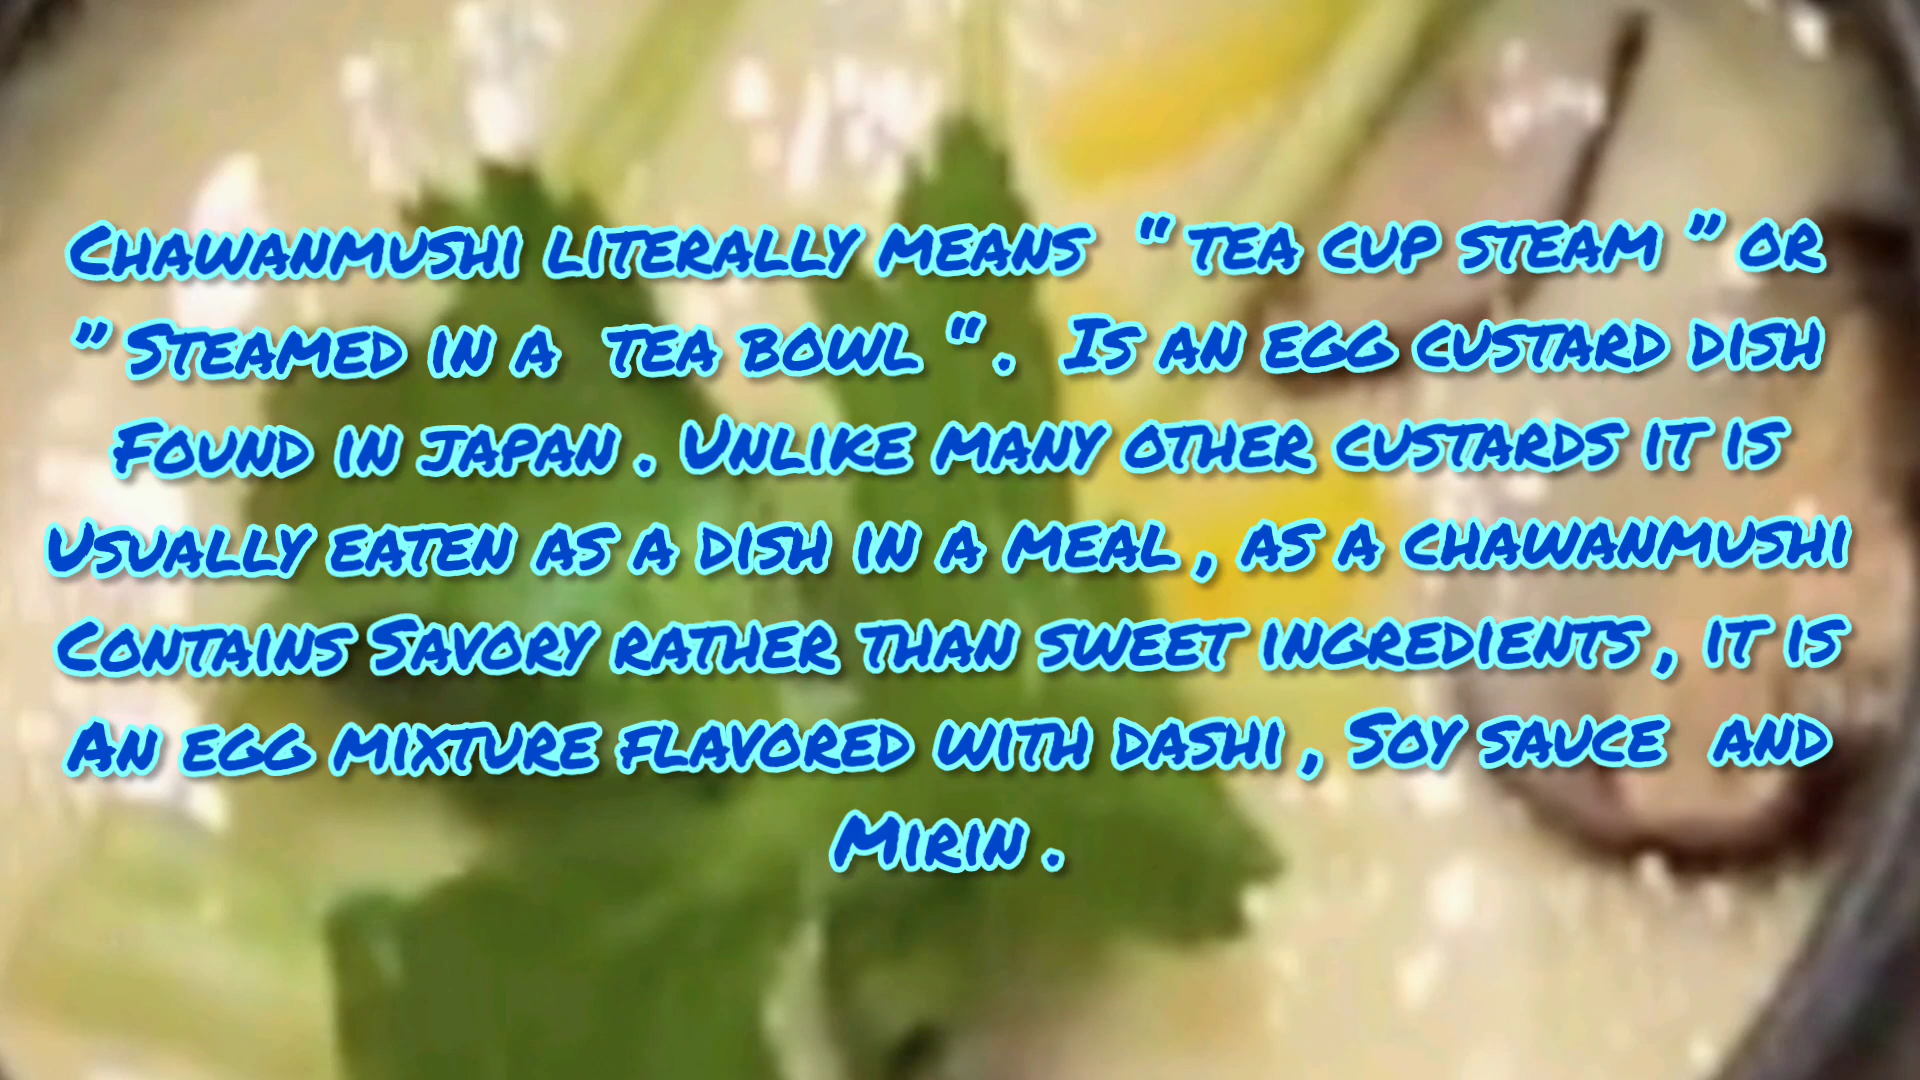 Chawanmushi literally means “ tea cup steam ” or
” Steamed in a tea bowl “ . Is an egg custard dish
Found in japan . Unlike many other custards it is
Usually eaten as a dish in a meal , as a chawanmushi
Contains Savory rather than sweet ingredients , it is
An egg mixture flavored with dashi , Soy sauce and
Mirin .